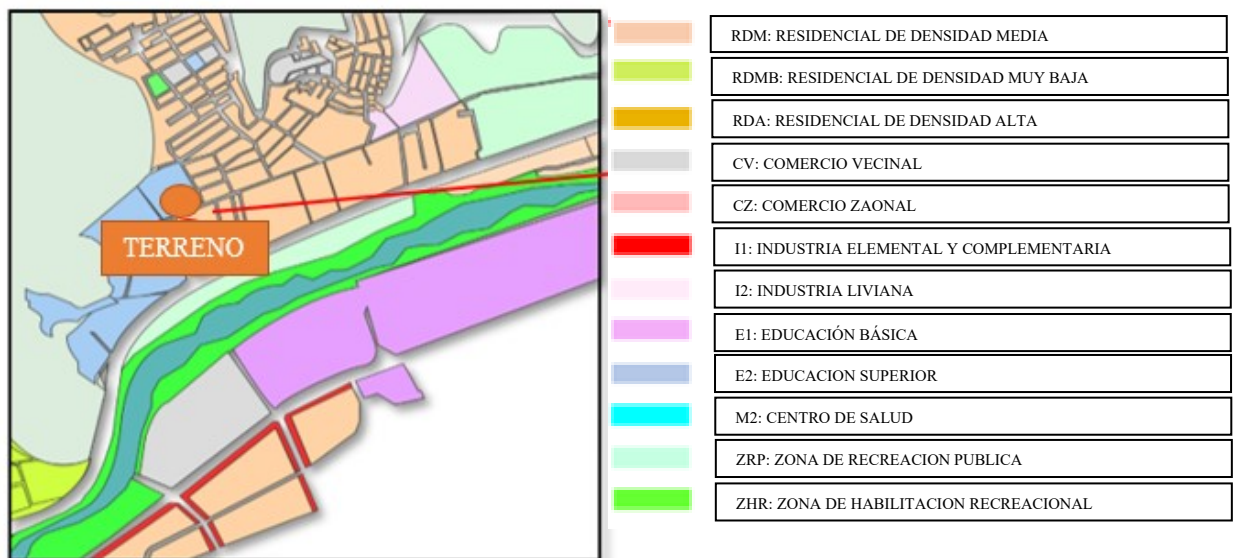 TERRENO
RDM: RESIDENCIAL DE DENSIDAD MEDIA
RDMB: RESIDENCIAL DE DENSIDAD MUY BAJA
RDA: RESIDENCIAL DE DENSIDAD ALTA
CV: COMERCIO VECINAL
CZ: COMERCIO ZAONAL
I1: INDUSTRIA ELEMENTAL Y COMPLEMENTARIA
I2: INDUSTRIA LIVIANA
E1: EDUCACIÓN BÁSICA
E2: EDUCACION SUPERIOR
M2: CENTRO DE SALUD
ZRP: ZONA DE RECREACION PUBLICA
ZHR: ZONA DE HABILITACION RECREACIONAL